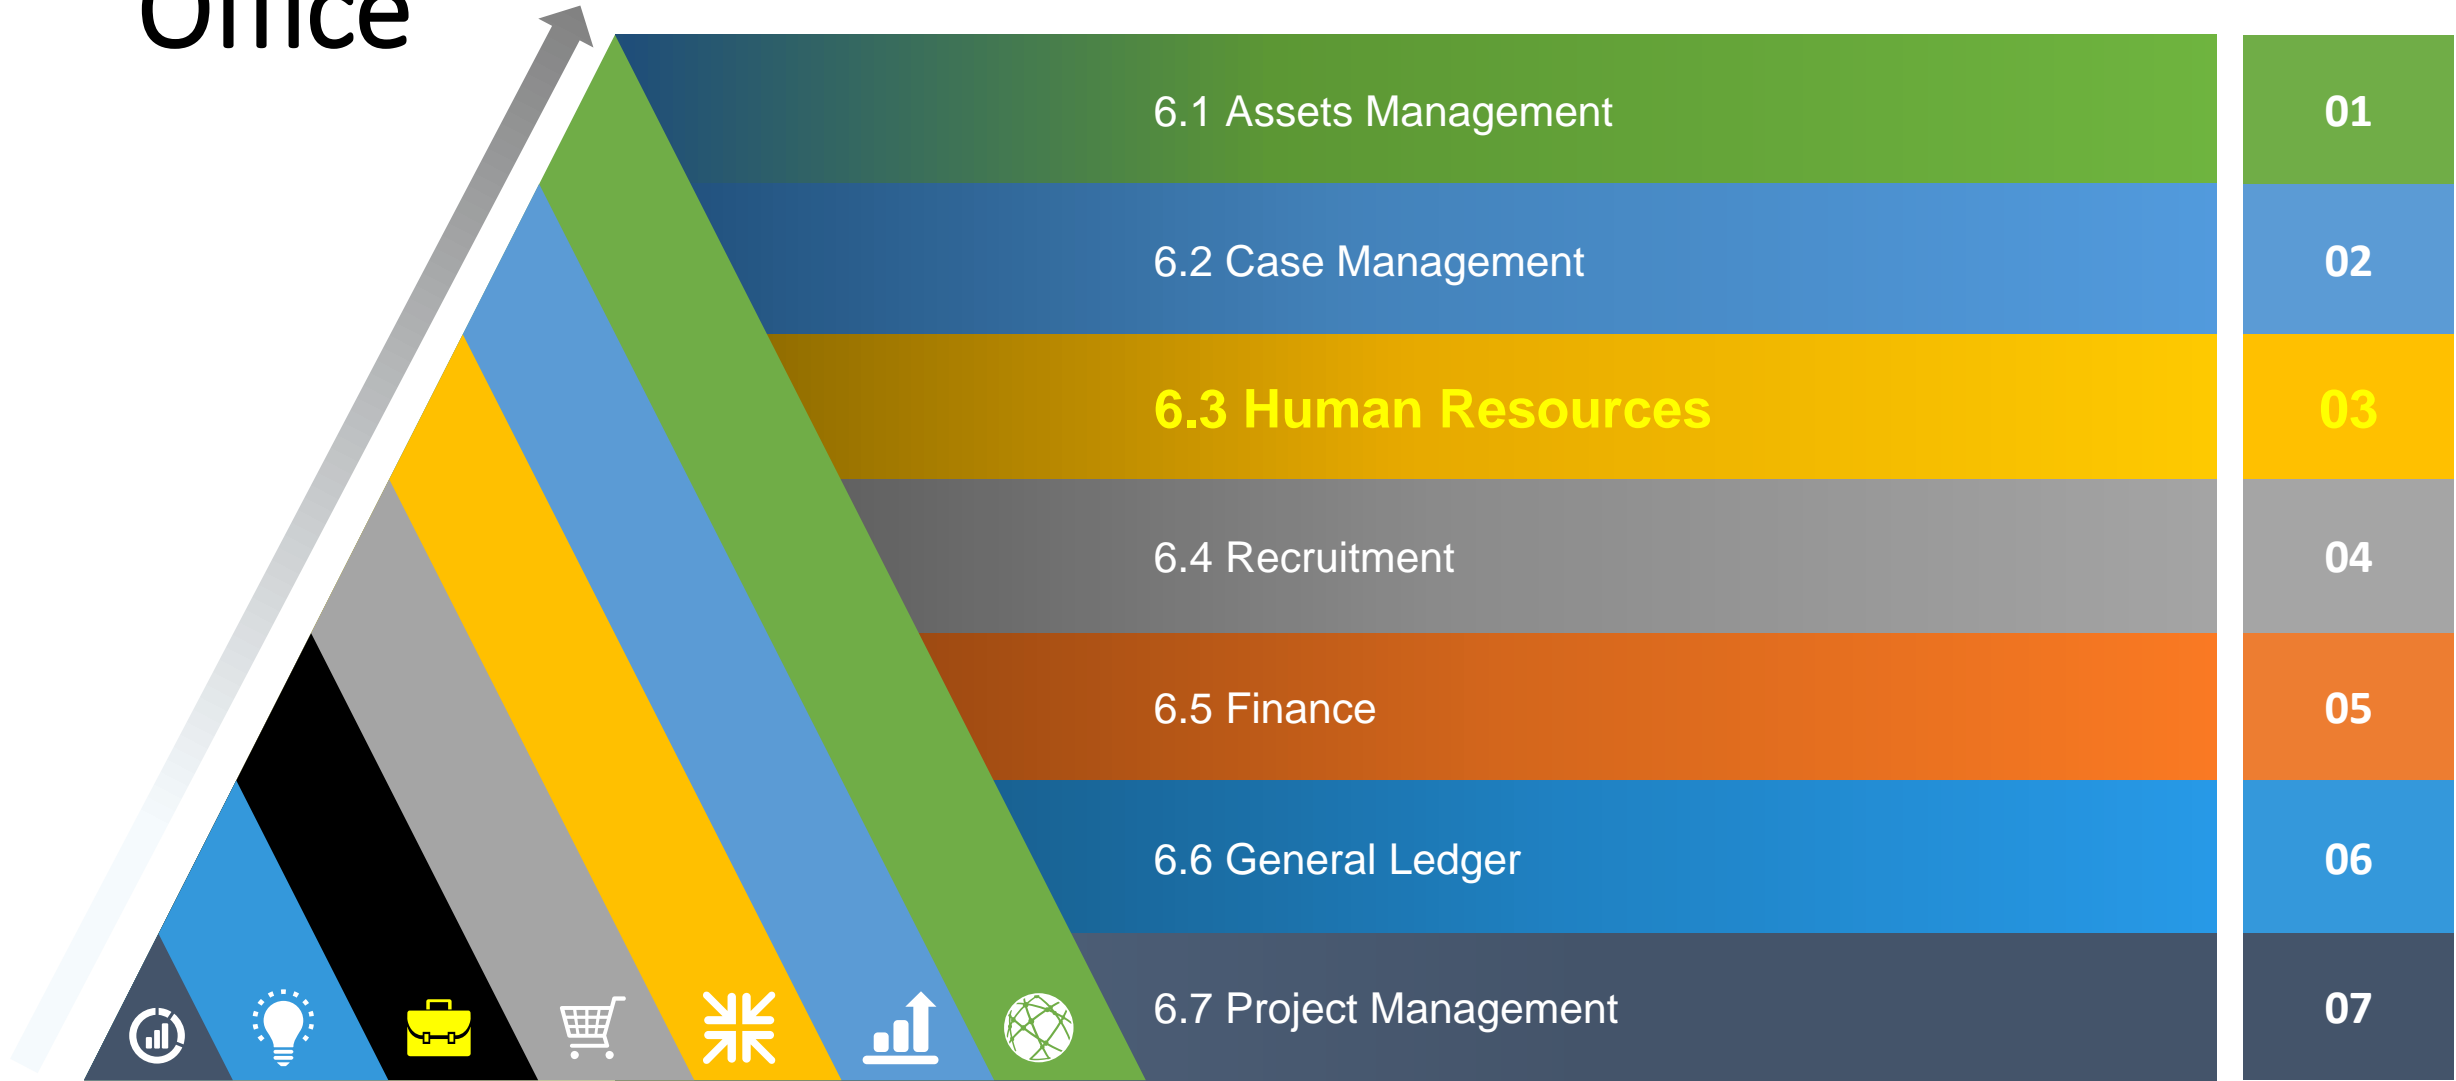 Office
6.1 Assets Management
01
6.2 Case Management
02
6.3 Human Resources
03
6.4 Recruitment
04
6.5 Finance
05
6.6 General Ledger
06
6.7 Project Management
07